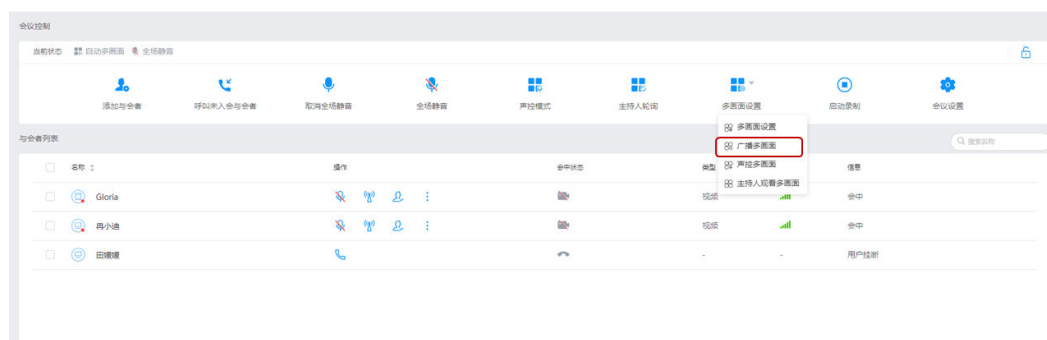 会议控制
当前状态 自动多画面 全场静音
添加与会者 呼叫未入会与会者 取消全场静音 全场静音 声控模式 主持人轮询 多画面设置 启动录制 会议设置
多画面设置
广播多画面
声控多画面
主持人观看多画面
与会者列表
搜索名称
名称 操作 会中状态 类型 信息
Gloria 视频 会中
冉小迪 视频 会中
田媛媛 - - 用户挂断